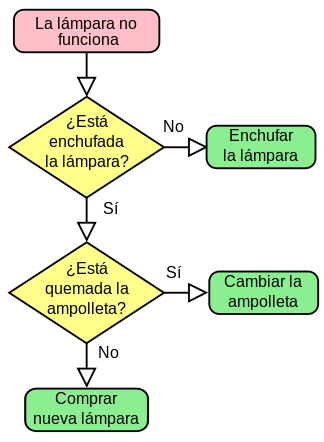 La lámpara no
funciona
¿Está
enchufada
la lámpara?
No
Enchufar
la lámpara
Sí
¿Está
quemada la
ampolleta?
Sí
Cambiar la
ampolleta
No
Comprar
nueva lámpara